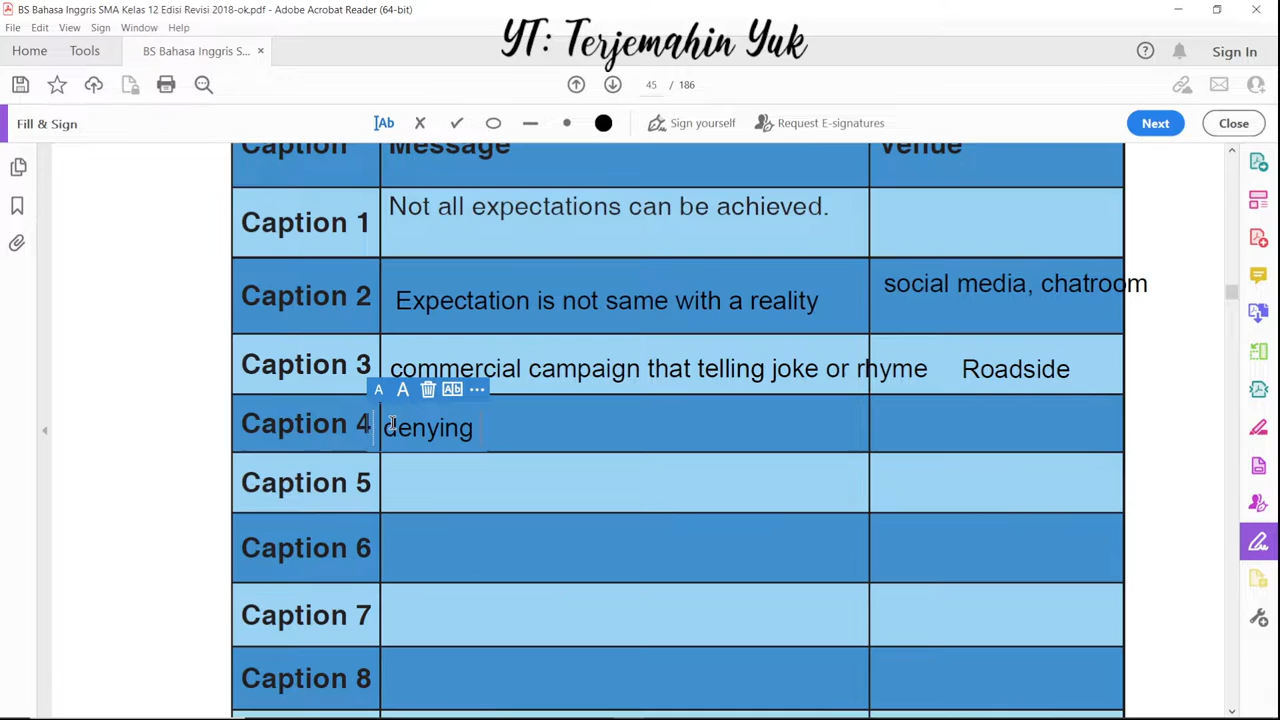 BS Bahasa Inggris SMA Kelas 12 Edisi Revisi 2018-ok.pdf - Adobe Acrobat Reader (64-bit)
File Edit View Sign Window Help
YT: Terjemahin Yuk
Home Tools BS Bahasa Inggris S... × Sign In
45 / 186
Fill & Sign Ab Sign yourself Request E-signatures Next Close
Caption Message Venue
Caption 1 Not all expectations can be achieved.
Caption 2 Expectation is not same with a reality social media, chatroom
Caption 3 commercial campaign that telling joke or rhyme Roadside
A A Ab ...
Caption 4 denying
Caption 5
Caption 6
Caption 7
Caption 8